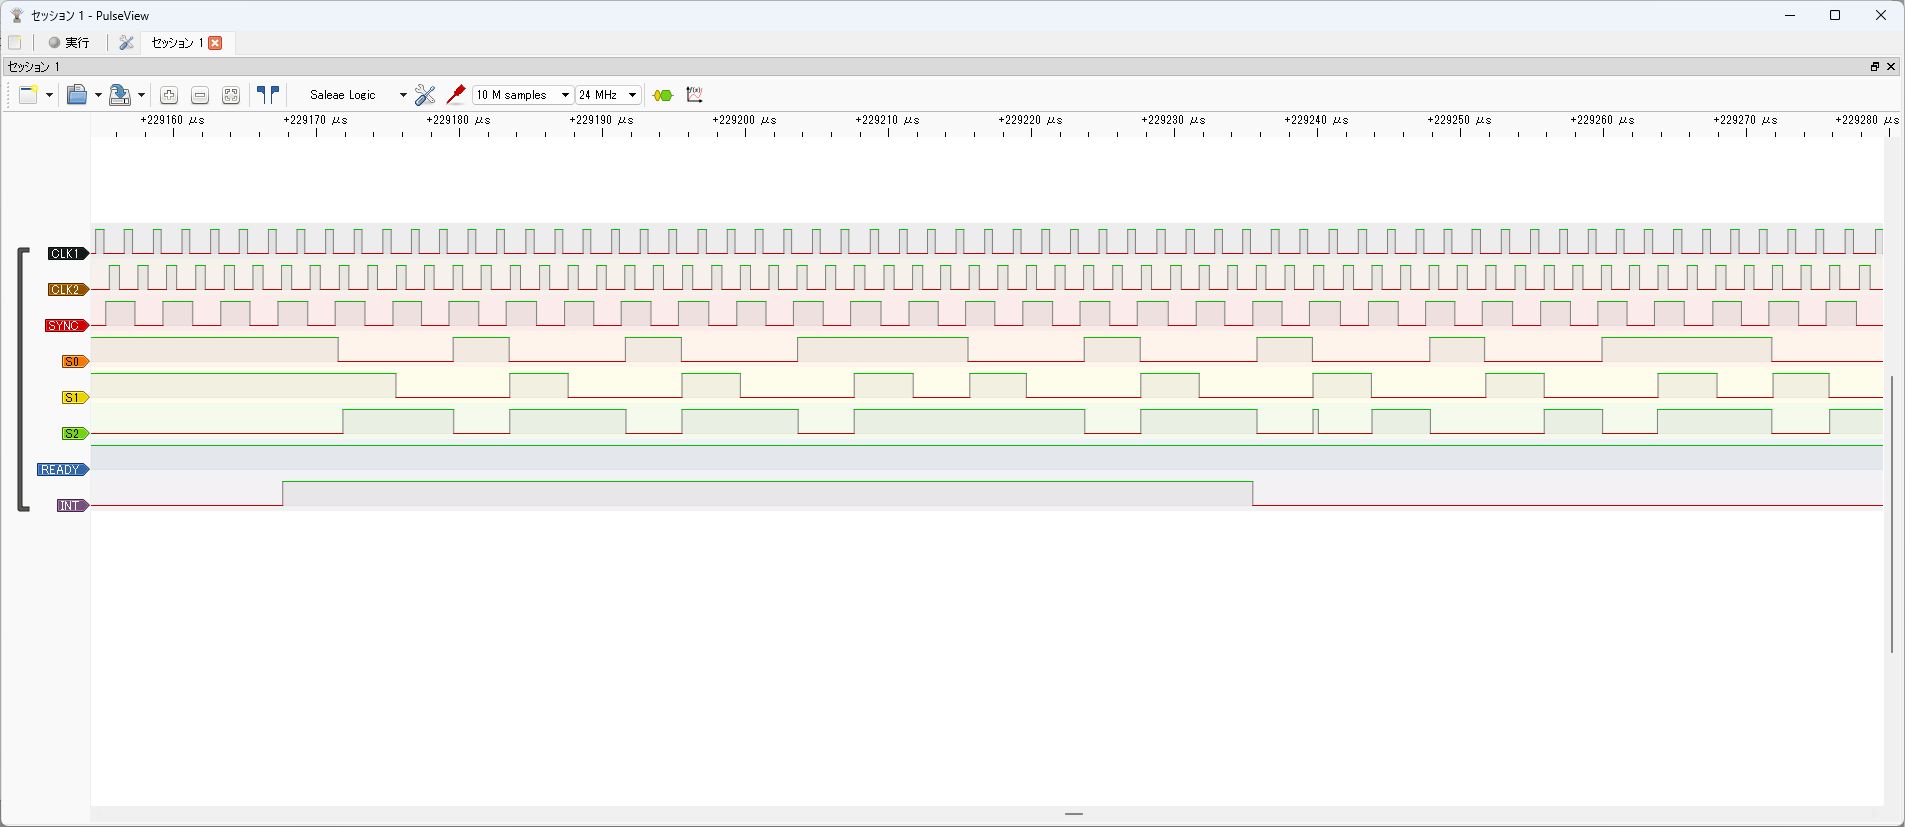 セッション 1 - PulseView
実行
セッション 1
セッション 1
Saleae Logic
10 M samples
24 MHz
+229160 μs +229170 μs +229180 μs +229190 μs +229200 μs +229210 μs +229220 μs +229230 μs +229240 μs +229250 μs +229260 μs +229270 μs +229280 μs
CLK1
CLK2
SYNC
S0
S1
S2
READY
INT